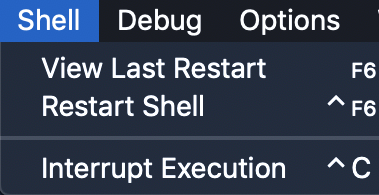 Shell Debug Options
View Last Restart F6
Restart Shell ^ F6
Interrupt Execution ^ C